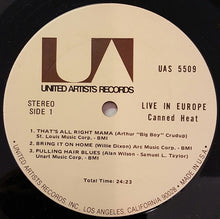 UA
UNITED ARTISTS RECORDS
UAS 5509
STEREO
SIDE 1
LIVE IN EUROPE
Canned Heat
1. THAT'S ALL RIGHT MAMA (Arthur "Big Boy" Crudup)
St. Louis Music Corp. - BMI
2. BRING IT ON HOME (Willie Dixon) Arc Music Corp. - BMI
3. PULLING HAIR BLUES (Alan Wilson - Samuel L. Taylor)
Unart Music Corp. - BMI
Total Time: 24:23
RECORDS, INC., LOS ANGELES, CALIFORNIA 90028 • MADE IN U.S.A.